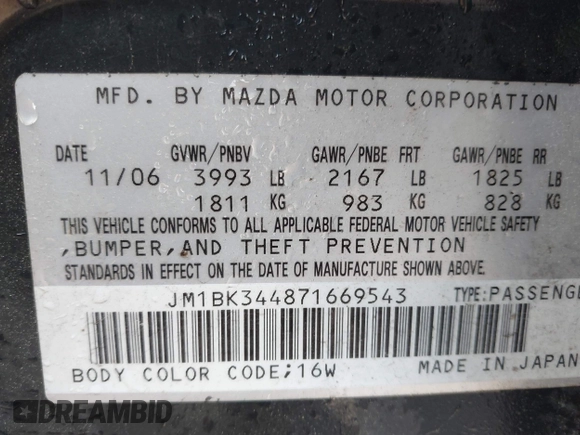 MFD. BY MAZDA MOTOR CORPORATION
DATE GVWR/PNBV GAWR/PNBE FRT GAWR/PNBE RR
11/06 3993 LB 2167 LB 1825 LB
1811 KG 983 KG 828 KG
THIS VEHICLE CONFORMS TO ALL APPLICABLE FEDERAL MOTOR VEHICLE SAFETY
,BUMPER,AND THEFT PREVENTION
STANDARDS IN EFFECT ON THE DATE OF MANUFACTURE SHOWN ABOVE.
JM1BK344871669543 TYPE:PASSENGE
BODY COLOR CODE;16W MADE IN JAPAN
DREAMBID